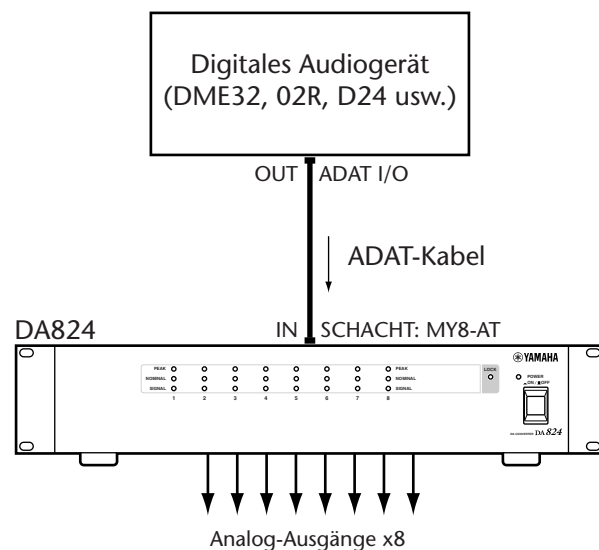 Digitales Audiogerät
(DME32, 02R, D24 usw.)
OUT ADAT I/O
ADAT-Kabel
DA824
IN SCHACHT: MY8-AT
YAMAHA
PEAK PEAK LOCK
NOMINAL NOMINAL POWER
ON / OFF
SIGNAL SIGNAL
1 2 3 4 5 6 7 8
DA CONVERTER DA824
Analog-Ausgänge x8